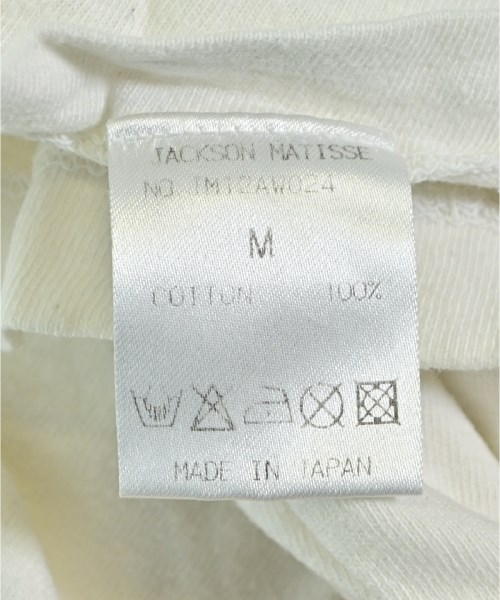 JACKSON MATISSE
NO.JM12AW024
M
COTTON 100%
MADE IN JAPAN